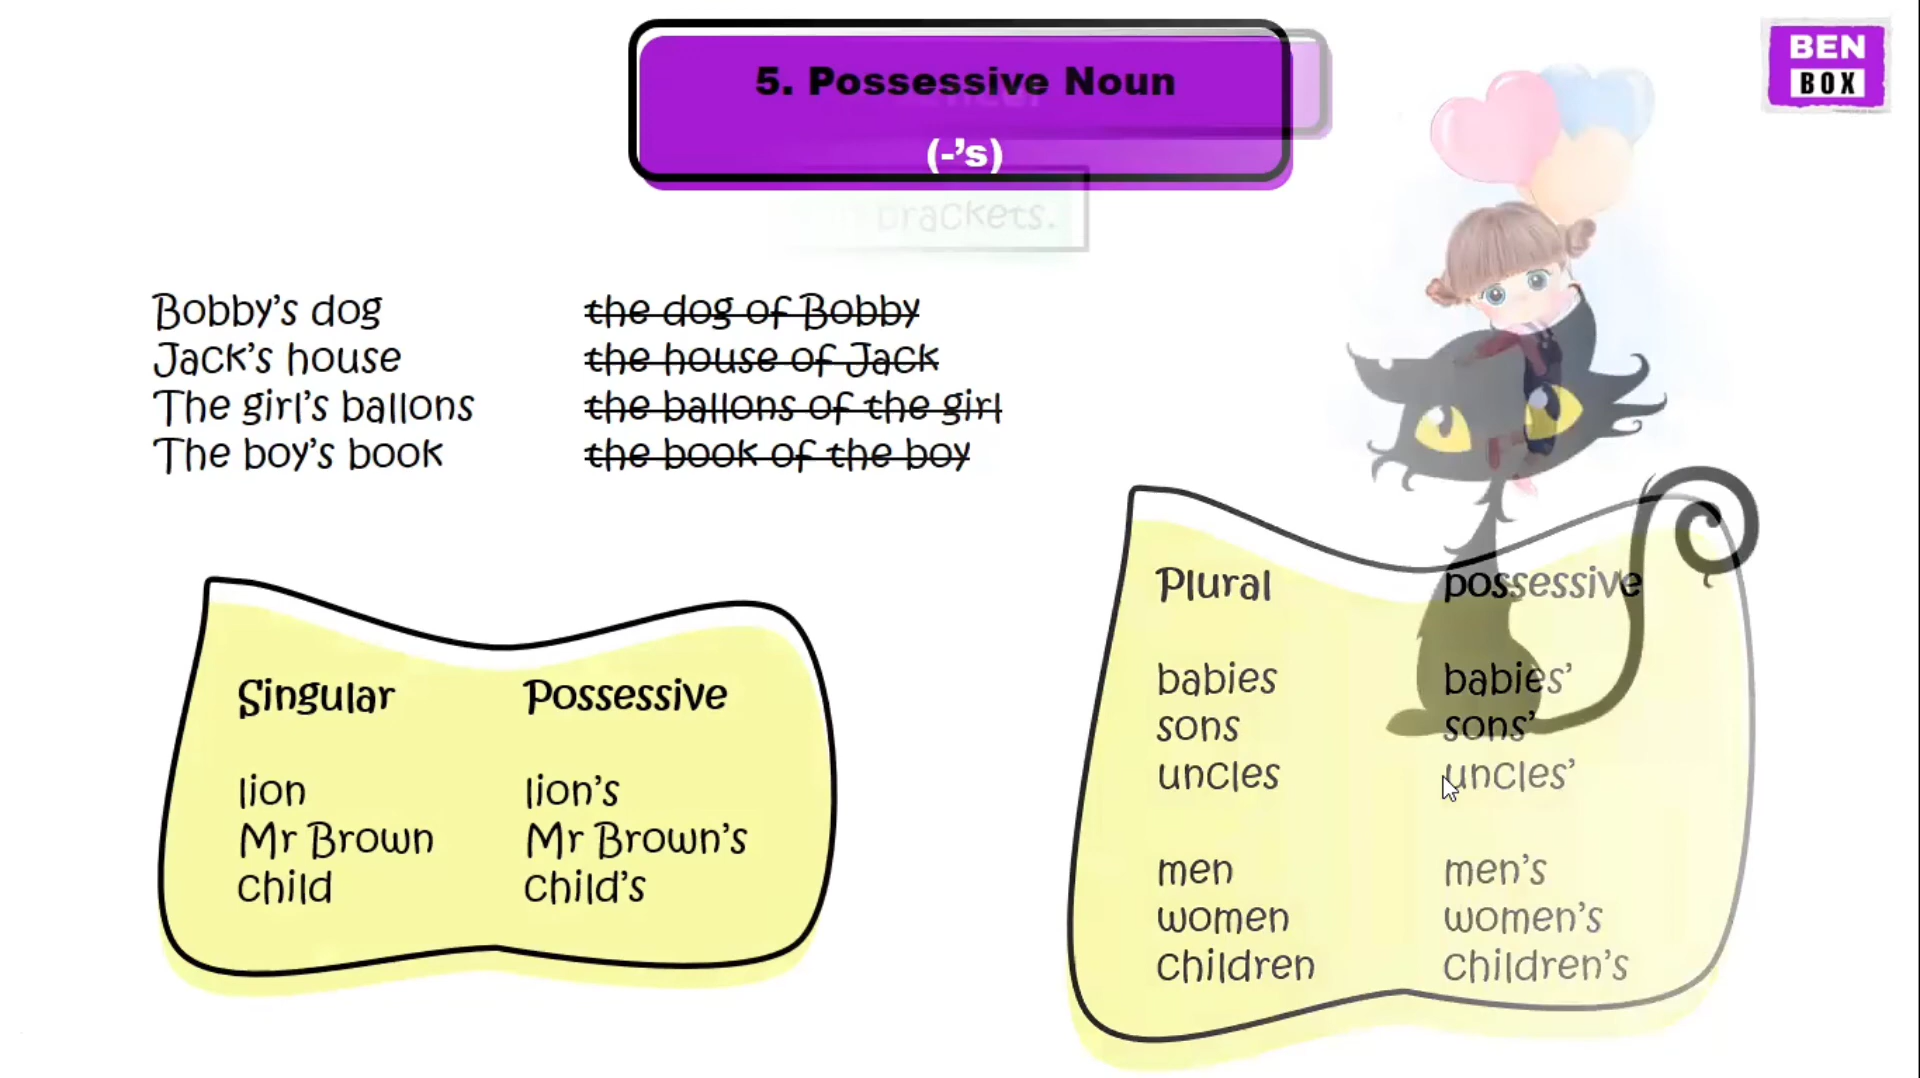 5. Possessive Noun
(-’s)
BEN
BOX
brackets.
Bobby’s dog the dog of Bobby
Jack’s house the house of Jack
The girl’s ballons the ballons of the girl
The boy’s book the book of the boy
Singular Possessive
lion lion’s
Mr Brown Mr Brown’s
child child’s
Plural possessive
babies babies’
sons sons’
uncles uncles’
men men’s
women women’s
children children’s